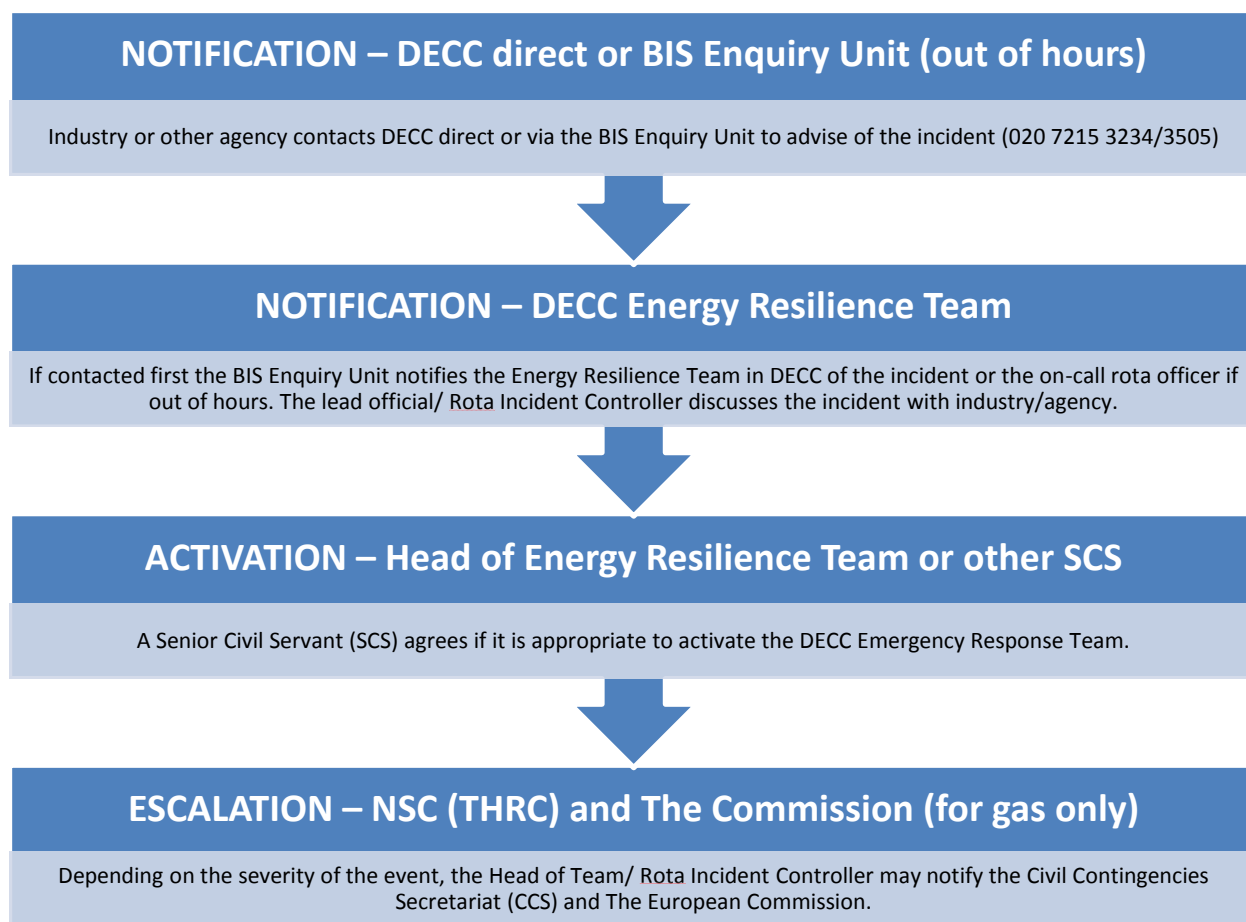 NOTIFICATION – DECC direct or BIS Enquiry Unit (out of hours)
Industry or other agency contacts DECC direct or via the BIS Enquiry Unit to advise of the incident (020 7215 3234/3505)
NOTIFICATION – DECC Energy Resilience Team
If contacted first the BIS Enquiry Unit notifies the Energy Resilience Team in DECC of the incident or the on-call rota officer if
out of hours. The lead official/ Rota Incident Controller discusses the incident with industry/agency.
ACTIVATION – Head of Energy Resilience Team or other SCS
A Senior Civil Servant (SCS) agrees if it is appropriate to activate the DECC Emergency Response Team.
ESCALATION – NSC (THRC) and The Commission (for gas only)
Depending on the severity of the event, the Head of Team/ Rota Incident Controller may notify the Civil Contingencies
Secretariat (CCS) and The European Commission.